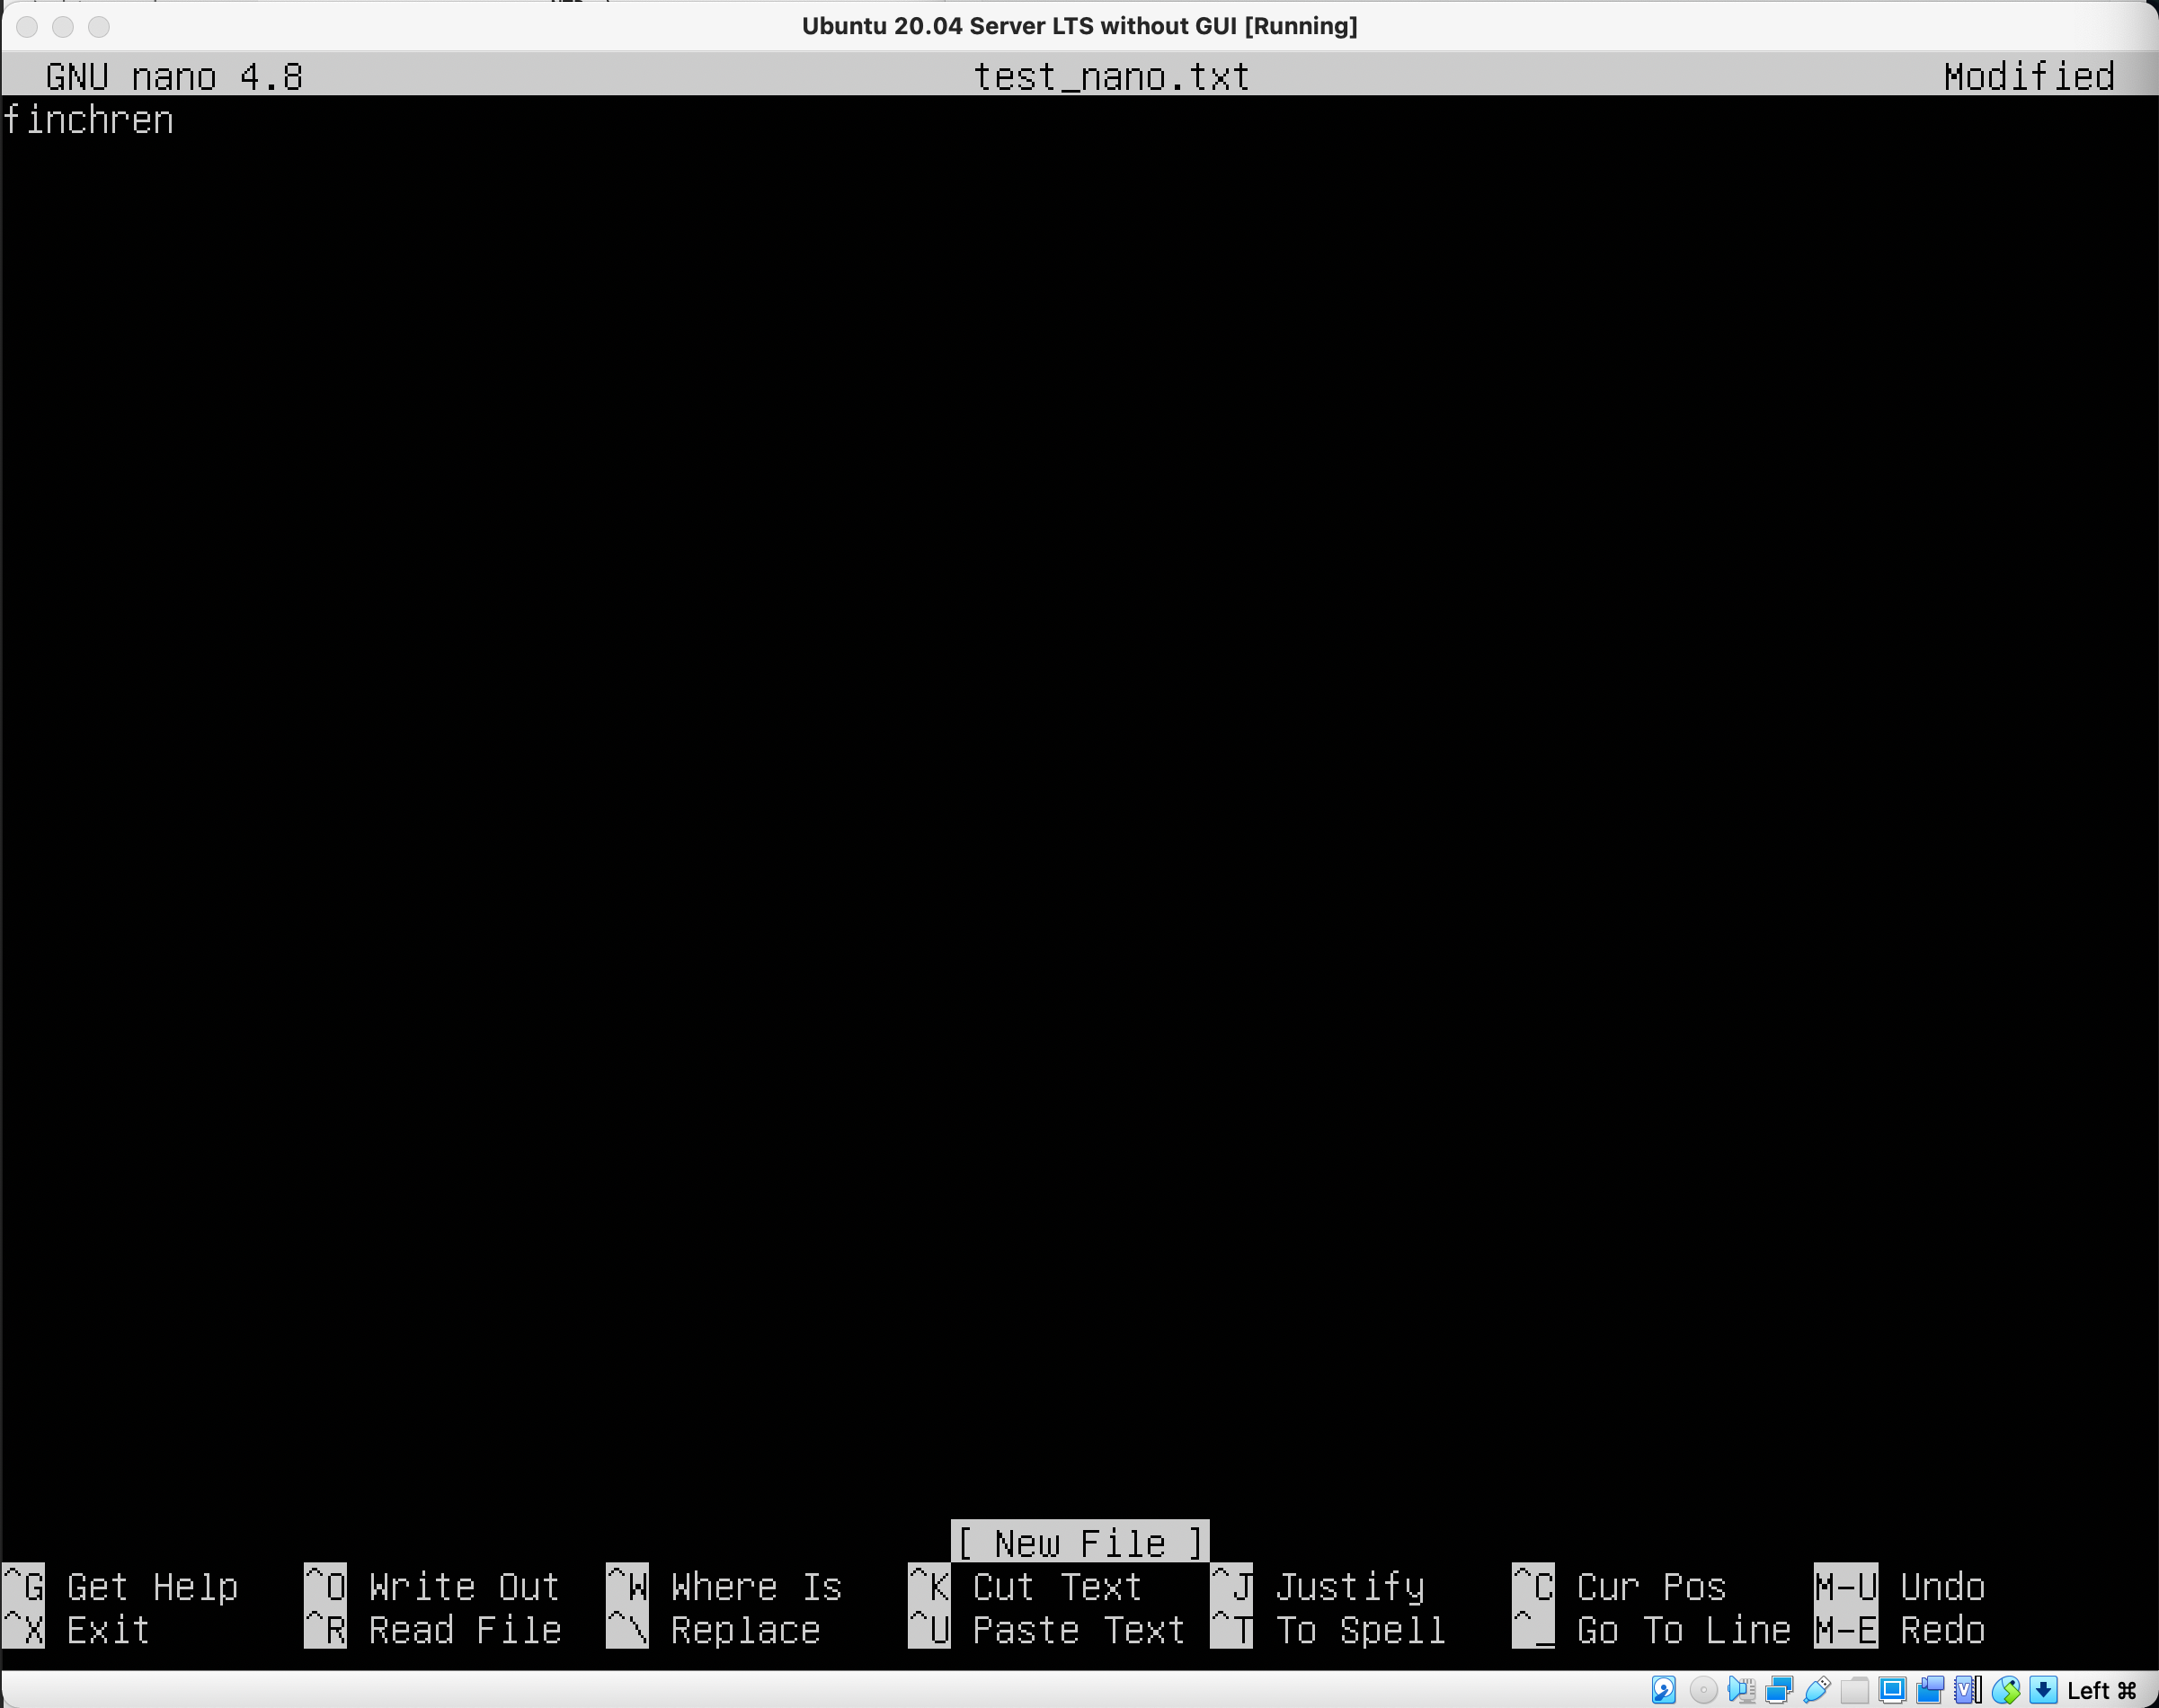 Ubuntu 20.04 Server LTS without GUI [Running]
GNU nano 4.8 test_nano.txt Modified
finchren
[ New File ]
^G Get Help ^O Write Out ^W Where Is ^K Cut Text ^J Justify ^C Cur Pos M-U Undo
^X Exit ^R Read File ^\ Replace ^U Paste Text ^T To Spell ^_ Go To Line M-E Redo
Left ⌘